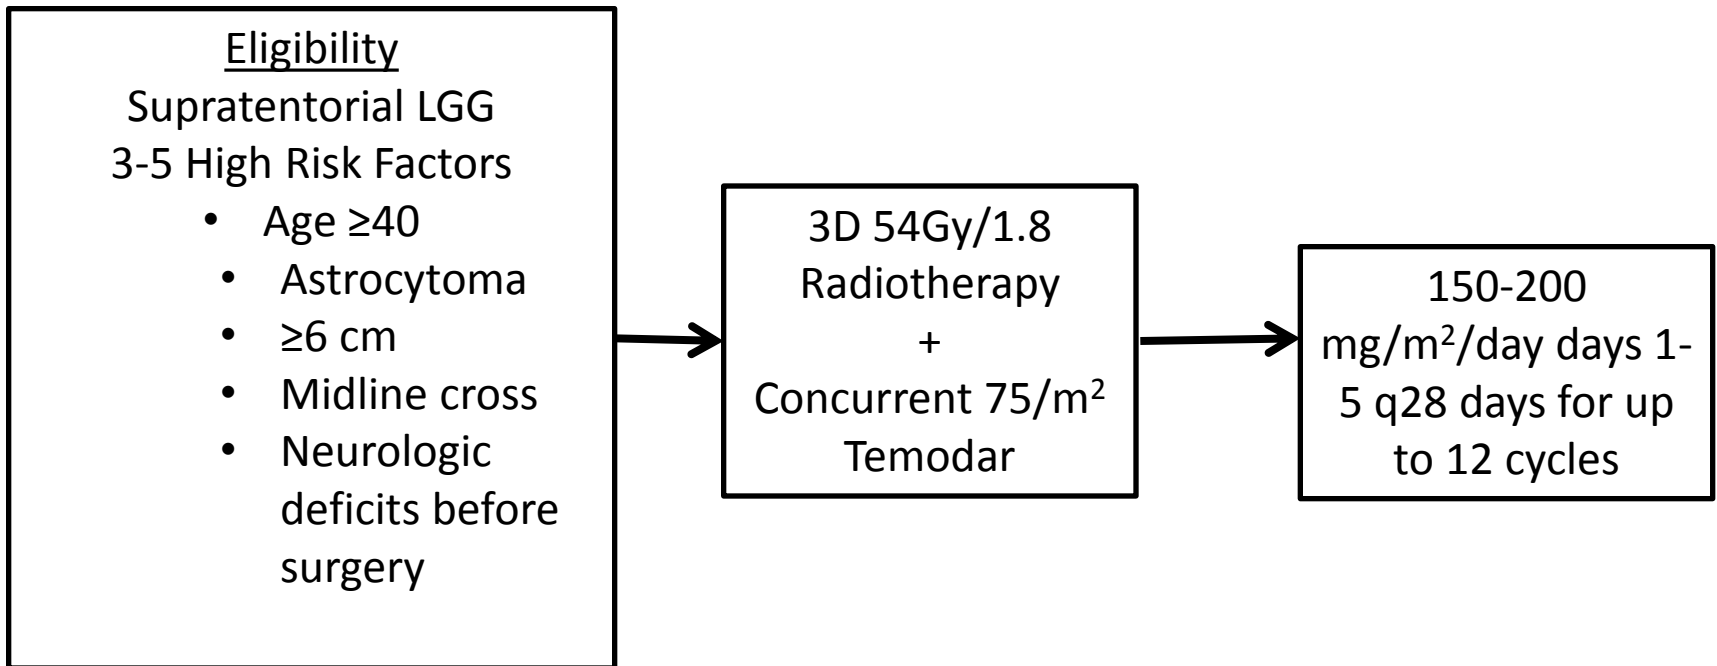 Eligibility
Supratentorial LGG
3-5 High Risk Factors
• Age ≥40
• Astrocytoma
• ≥6 cm
• Midline cross
• Neurologic
deficits before
surgery
3D 54Gy/1.8
Radiotherapy
+
Concurrent 75/m²
Temodar
150-200
mg/m²/day days 1-
5 q28 days for up
to 12 cycles